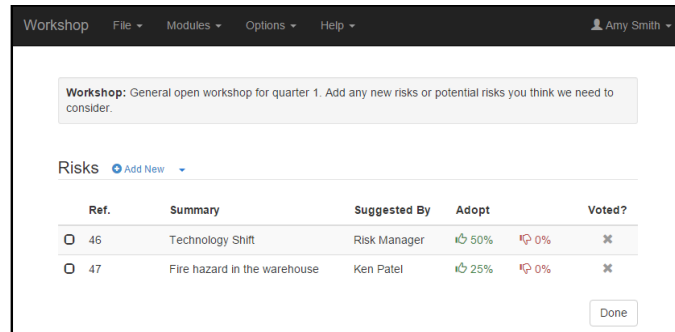 Workshop File Modules Options Help Amy Smith
Workshop: General open workshop for quarter 1. Add any new risks or potential risks you think we need to
consider.
Risks Add New
Ref. Summary Suggested By Adopt Voted?
46 Technology Shift Risk Manager 50% 0%
47 Fire hazard in the warehouse Ken Patel 25% 0%
Done